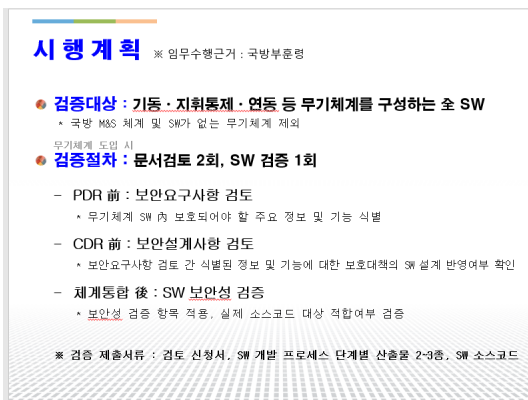 시행계획 ※ 임무수행근거 : 국방부훈령
검증대상 : 기동·지휘통제·연동 등 무기체계를 구성하는 全 SW
* 국방 M&S 체계 및 SW가 없는 무기체계 제외
무기체계 도입 시
검증절차 : 문서검토 2회, SW 검증 1회
– PDR 前 : 보안요구사항 검토
* 무기체계 SW 內 보호되어야 할 주요 정보 및 기능 식별
– CDR 前 : 보안설계사항 검토
* 보안요구사항 검토 간 식별된 정보 및 기능에 대한 보호대책의 SW 설계 반영여부 확인
– 체계통합 後 : SW 보안성 검증
* 보안성 검증 항목 적용, 실제 소스코드 대상 적합여부 검증
※ 검증 제출서류 : 검토 신청서, SW 개발 프로세스 단계별 산출물 2~3종, SW 소스코드